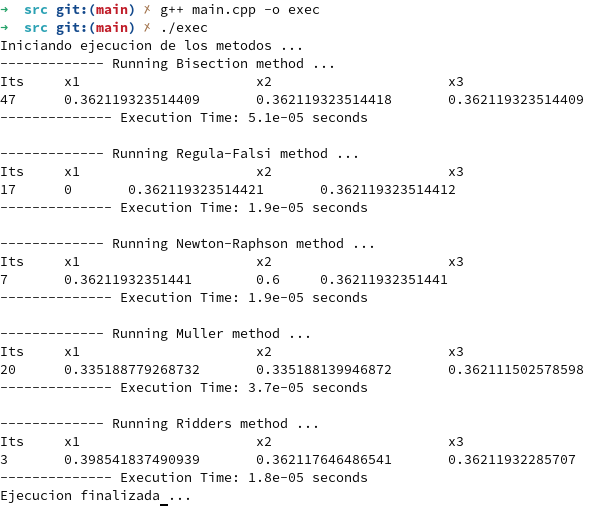 → src git:(main) ✗ g++ main.cpp -o exec
→ src git:(main) ✗ ./exec
Iniciando ejecucion de los metodos ...
------------- Running Bisection method ...
Its x1 x2 x3
47 0.362119323514409 0.362119323514418 0.362119323514409
-------------- Execution Time: 5.1e-05 seconds
------------- Running Regula-Falsi method ...
Its x1 x2 x3
17 0 0.362119323514421 0.362119323514412
-------------- Execution Time: 1.9e-05 seconds
------------- Running Newton-Raphson method ...
Its x1 x2 x3
7 0.36211932351441 0.6 0.36211932351441
-------------- Execution Time: 1.9e-05 seconds
------------- Running Muller method ...
Its x1 x2 x3
20 0.335188779268732 0.335188139946872 0.362111502578598
-------------- Execution Time: 3.7e-05 seconds
------------- Running Ridders method ...
Its x1 x2 x3
3 0.398541837490939 0.362117646486541 0.36211932285707
-------------- Execution Time: 1.8e-05 seconds
Ejecucion finalizada ...